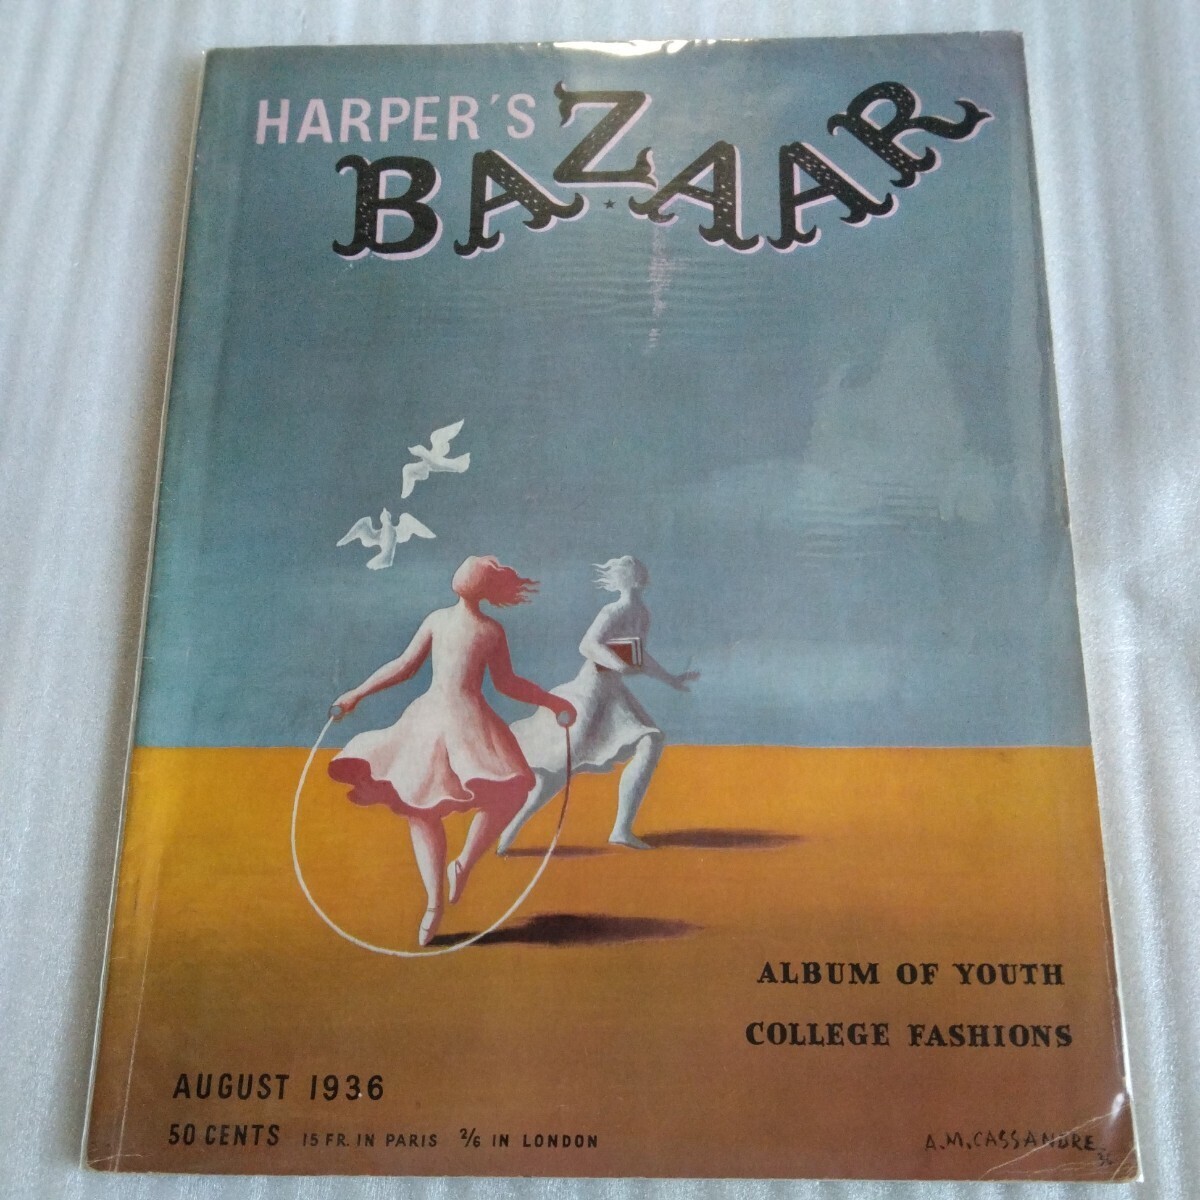 HARPER'S
BAZAAR
ALBUM OF YOUTH
COLLEGE FASHIONS
AUGUST 1936
50 CENTS 15 FR. IN PARIS 2/6 IN LONDON
A.M. CASSANDRE
36